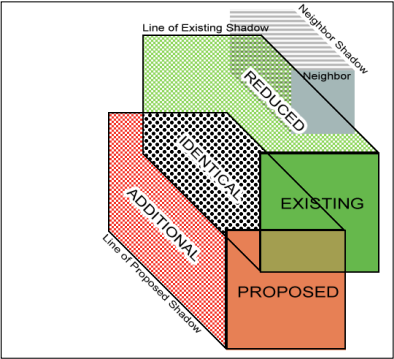 Line of Existing Shadow
Neighbor Shadow
Neighbor
REDUCED
IDENTICAL
EXISTING
ADDITIONAL
PROPOSED
Line of Proposed Shadow